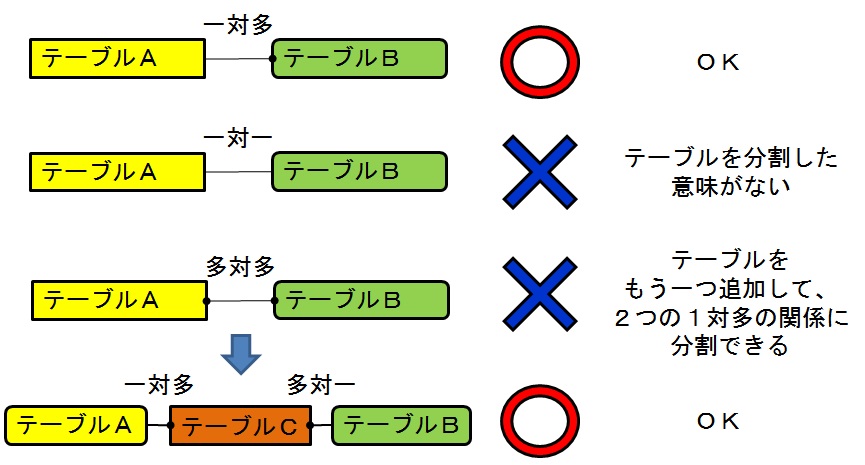 一対多
テーブルA テーブルB OK
一対一
テーブルA テーブルB
テーブルを分割した
意味がない
多対多
テーブルA テーブルB
テーブルを
もう一つ追加して、
２つの１対多の関係に
分割できる
一対多 多対一
テーブルA テーブルC テーブルB OK